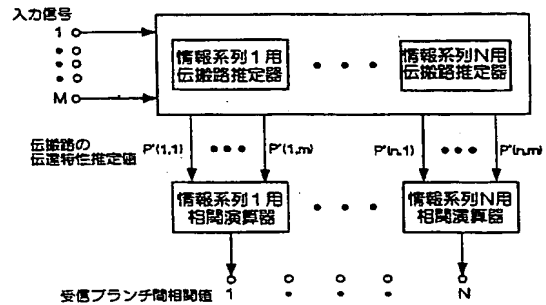 入力信号
1
M
情報系列1用
伝搬路推定器
情報系列N用
伝搬路推定器
伝搬路の
伝達特性推定値
P'(1,1)
P'(1,m)
P'(n,1)
P'(n,m)
情報系列1用
相関演算器
情報系列N用
相関演算器
受信ブランチ間相関値
1
N